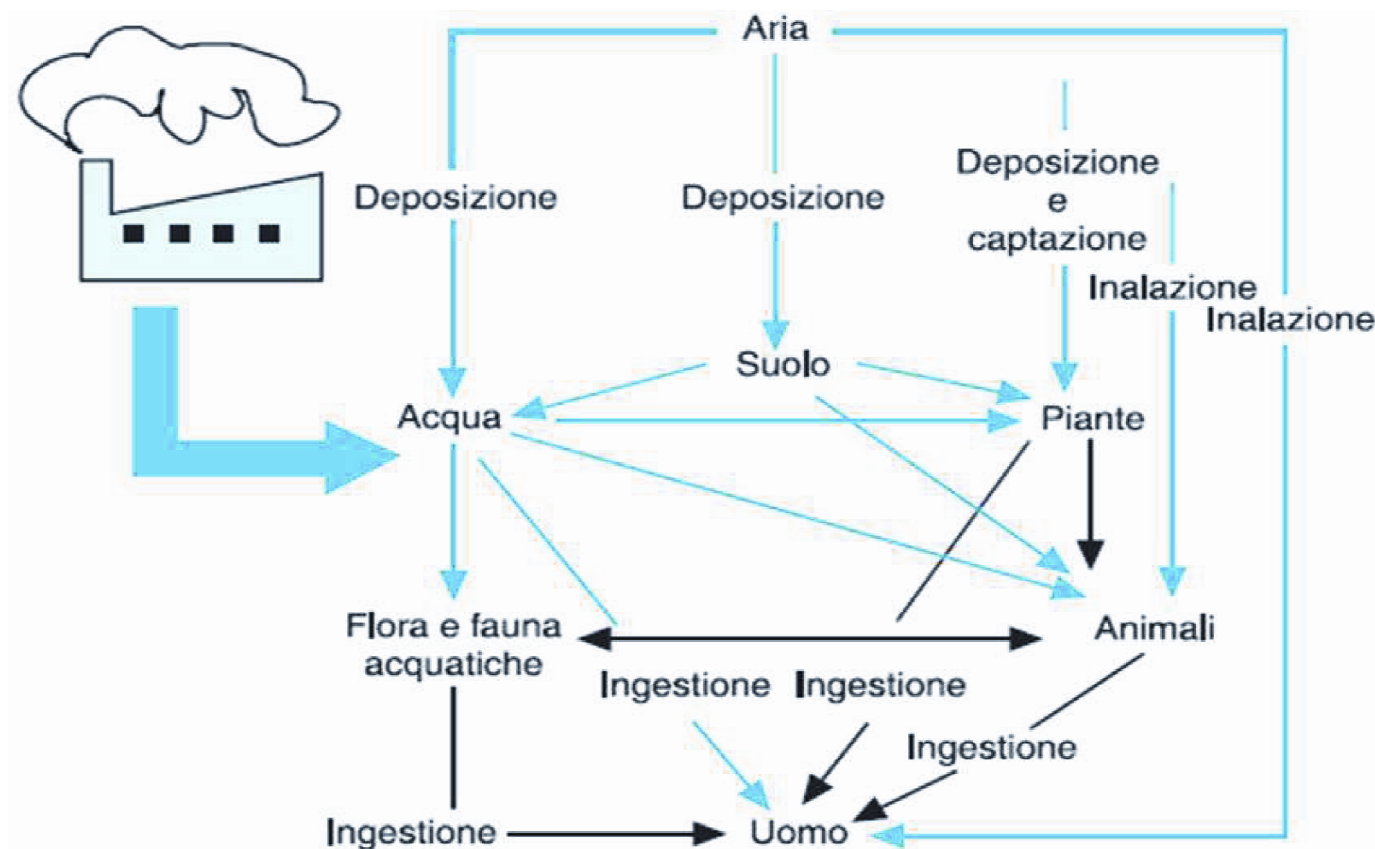 Aria
Deposizione
Deposizione
Deposizione
e
captazione
Inalazione
Inalazione
Suolo
Acqua
Piante
Flora e fauna
acquatiche
Animali
Ingestione
Ingestione
Ingestione
Ingestione
Uomo